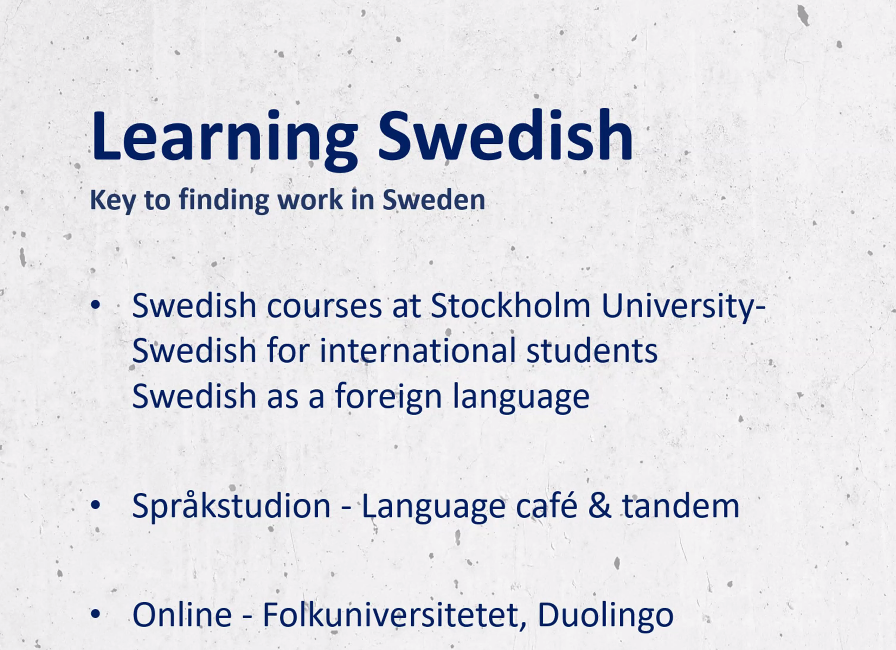 Learning Swedish
Key to finding work in Sweden
• Swedish courses at Stockholm University-
Swedish for international students
Swedish as a foreign language
• Språkstudion - Language café & tandem
• Online - Folkuniversitetet, Duolingo